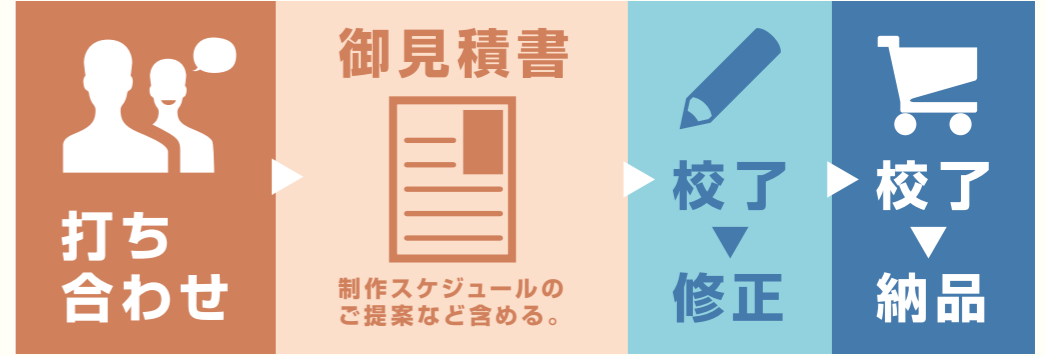 打ち
合わせ
御見積書
制作スケジュールの
ご提案など含める。
校了
修正
校了
納品